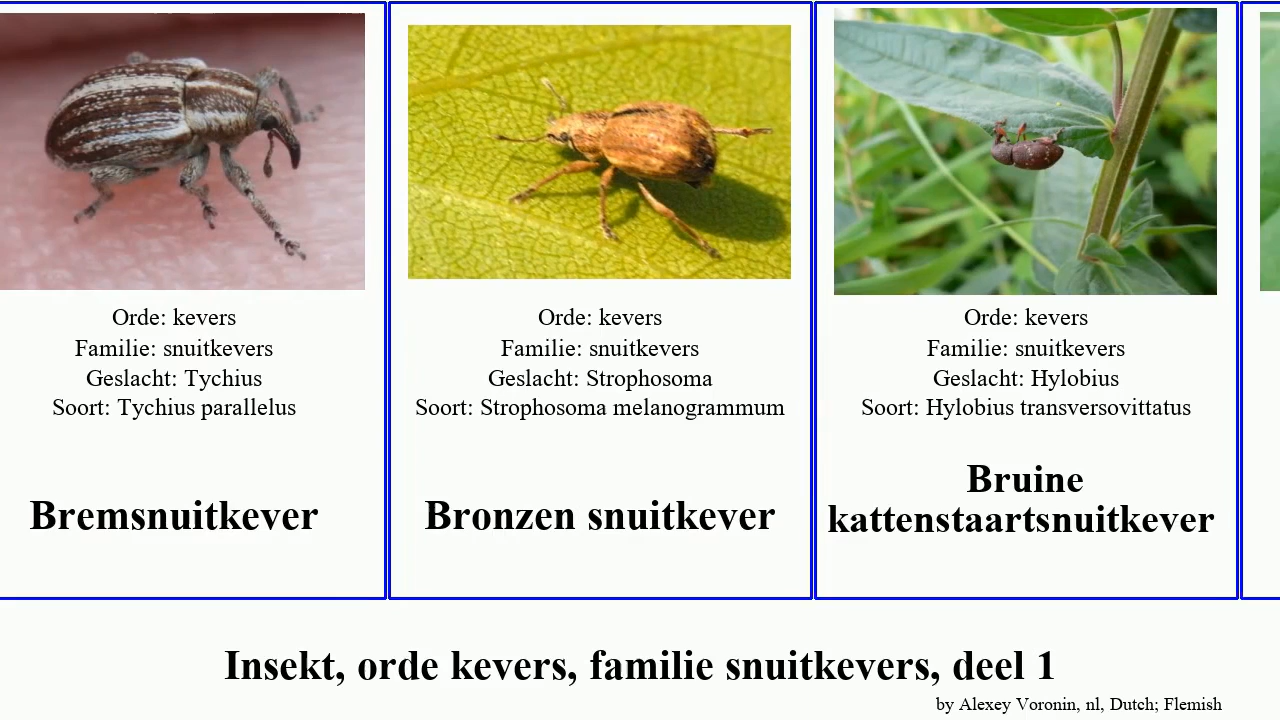 Orde: kevers
Familie: snuitkevers
Geslacht: Tychius
Soort: Tychius parallelus
Bremsnuitkever
Orde: kevers
Familie: snuitkevers
Geslacht: Strophosoma
Soort: Strophosoma melanogrammum
Bronzen snuitkever
Orde: kevers
Familie: snuitkevers
Geslacht: Hylobius
Soort: Hylobius transversovittatus
Bruine
kattenstaartsnuitkever
Insekt, orde kevers, familie snuitkevers, deel 1
by Alexey Voronin, nl, Dutch; Flemish